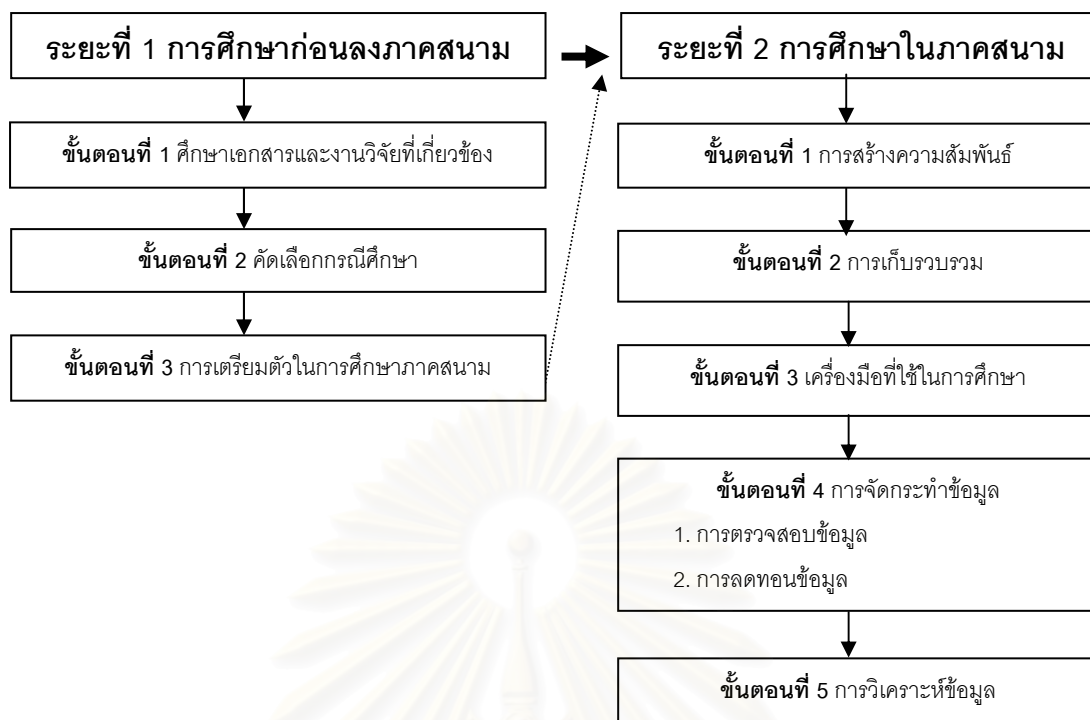 ระยะที่ 1 การศึกษาก่อนลงภาคสนาม
ขั้นตอนที่ 1 ศึกษาเอกสารและงานวิจัยที่เกี่ยวข้อง
ขั้นตอนที่ 2 คัดเลือกกรณีศึกษา
ขั้นตอนที่ 3 การเตรียมตัวในการศึกษาภาคสนาม
ระยะที่ 2 การศึกษาในภาคสนาม
ขั้นตอนที่ 1 การสร้างความสัมพันธ์
ขั้นตอนที่ 2 การเก็บรวบรวม
ขั้นตอนที่ 3 เครื่องมือที่ใช้ในการศึกษา
ขั้นตอนที่ 4 การจัดกระทำข้อมูล
1. การตรวจสอบข้อมูล
2. การลดทอนข้อมูล
ขั้นตอนที่ 5 การวิเคราะห์ข้อมูล